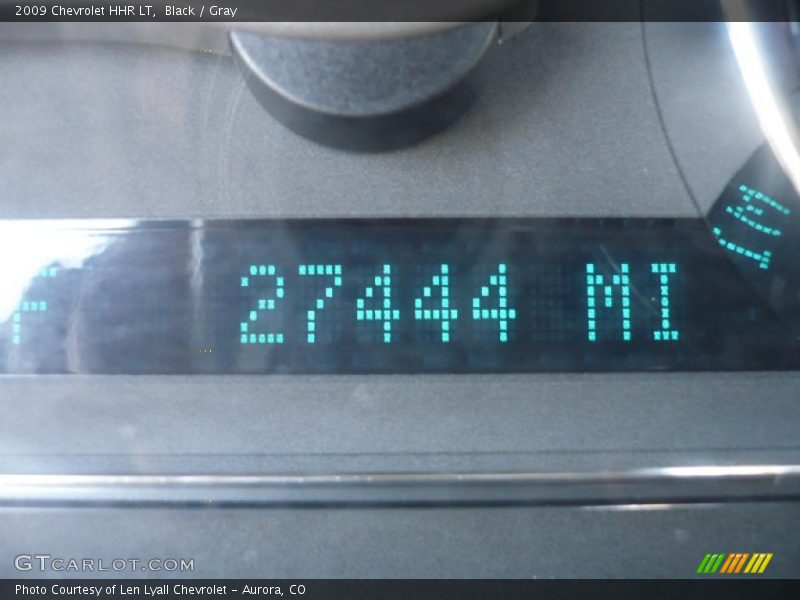 2009 Chevrolet HHR LT, Black / Gray
F 27444 MI
GTCARLOT.COM
Photo Courtesy of Len Lyall Chevrolet - Aurora, CO